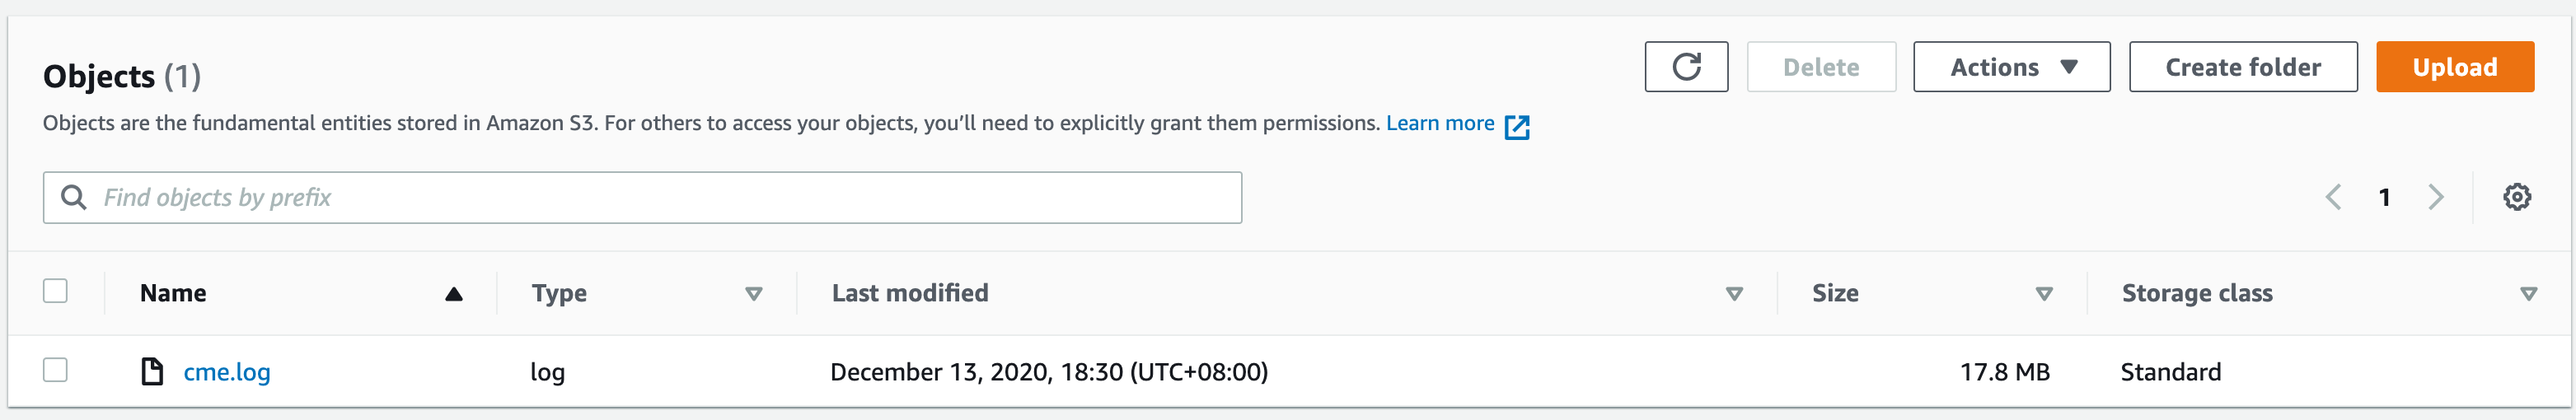 Objects (1)
Delete
Actions
Create folder
Upload
Objects are the fundamental entities stored in Amazon S3. For others to access your objects, you’ll need to explicitly grant them permissions. Learn more
Find objects by prefix
1
Name Type Last modified Size Storage class
cme.log log December 13, 2020, 18:30 (UTC+08:00) 17.8 MB Standard